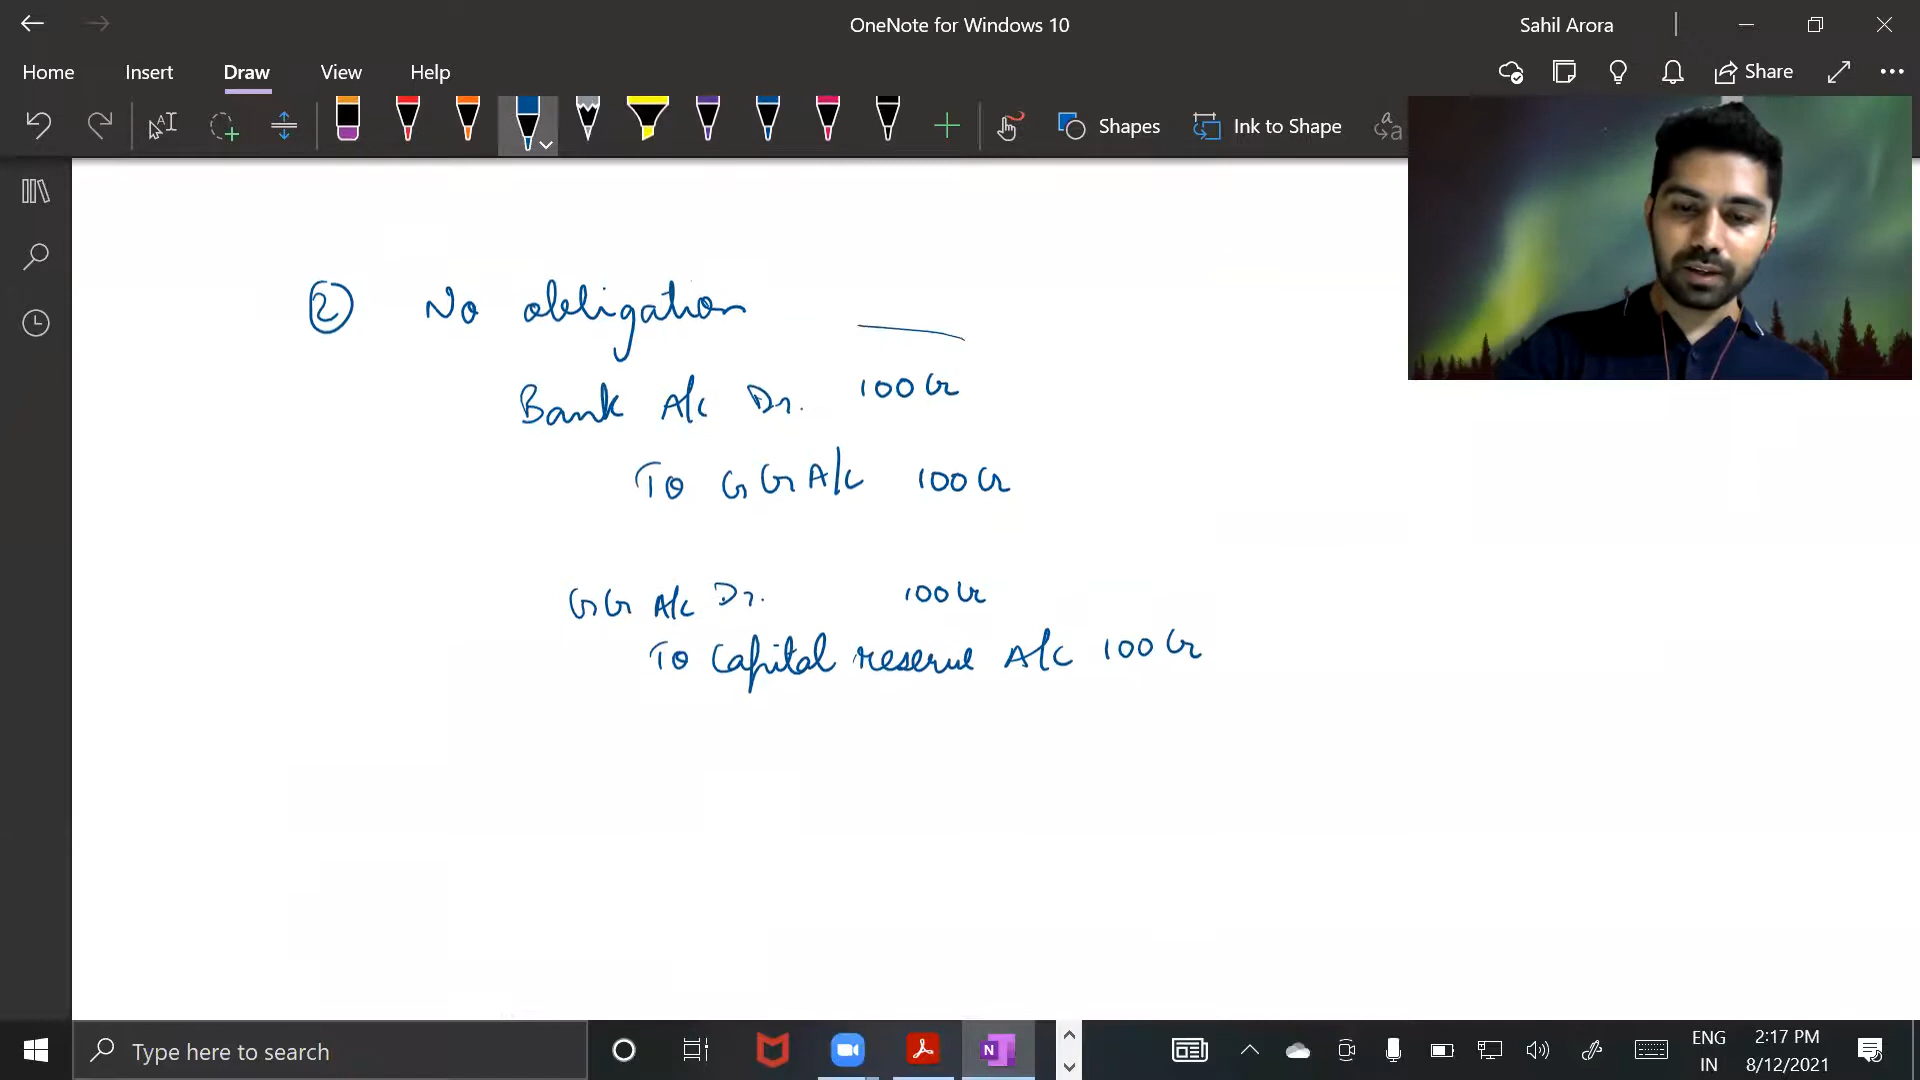 OneNote for Windows 10
Sahil Arora
Home Insert Draw View Help
Share
Shapes
Ink to Shape
② No obligation
Bank A/c Dr. 100 Cr
To GG A/c 100 Cr
GG A/c Dr. 100 Cr
To Capital reserve A/c 100 Cr
Type here to search
N
ENG
IN
2:17 PM
8/12/2021